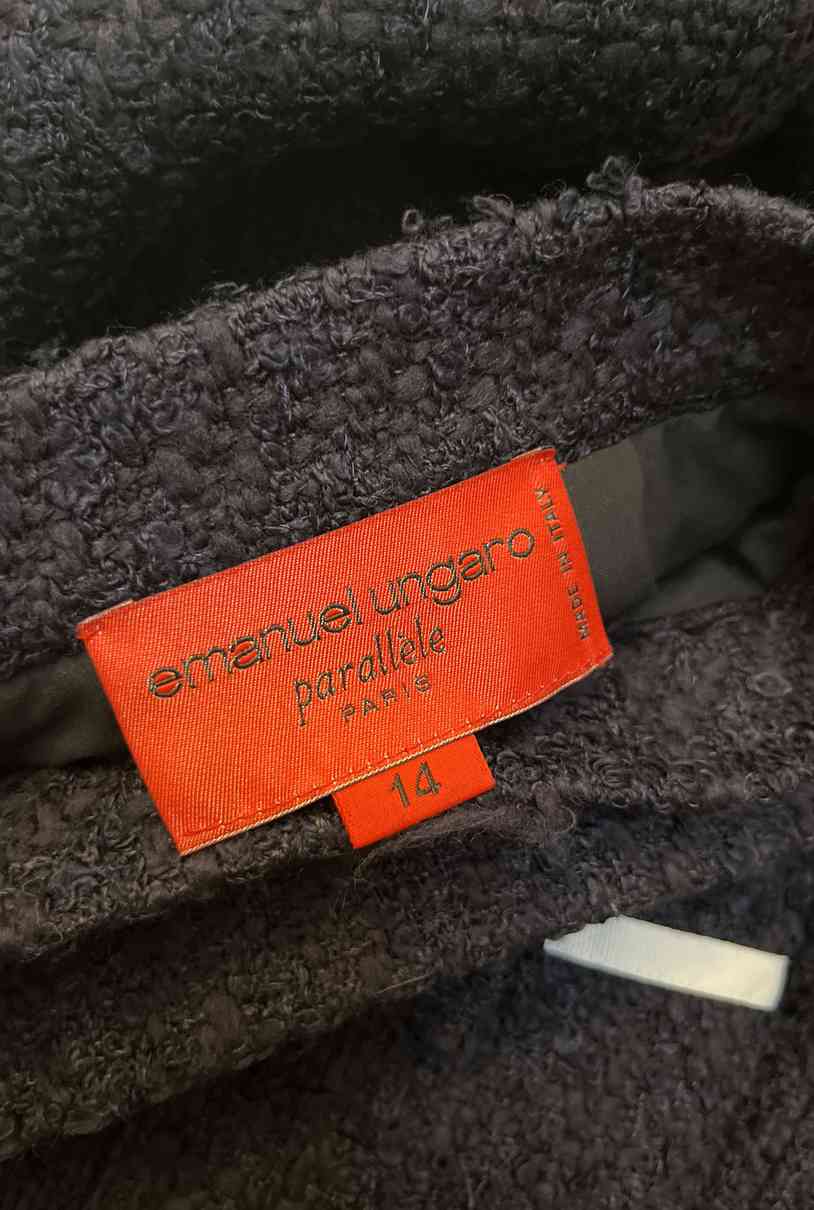 emanuel ungaro
parallèle
PARIS
MADE IN ITALY
14